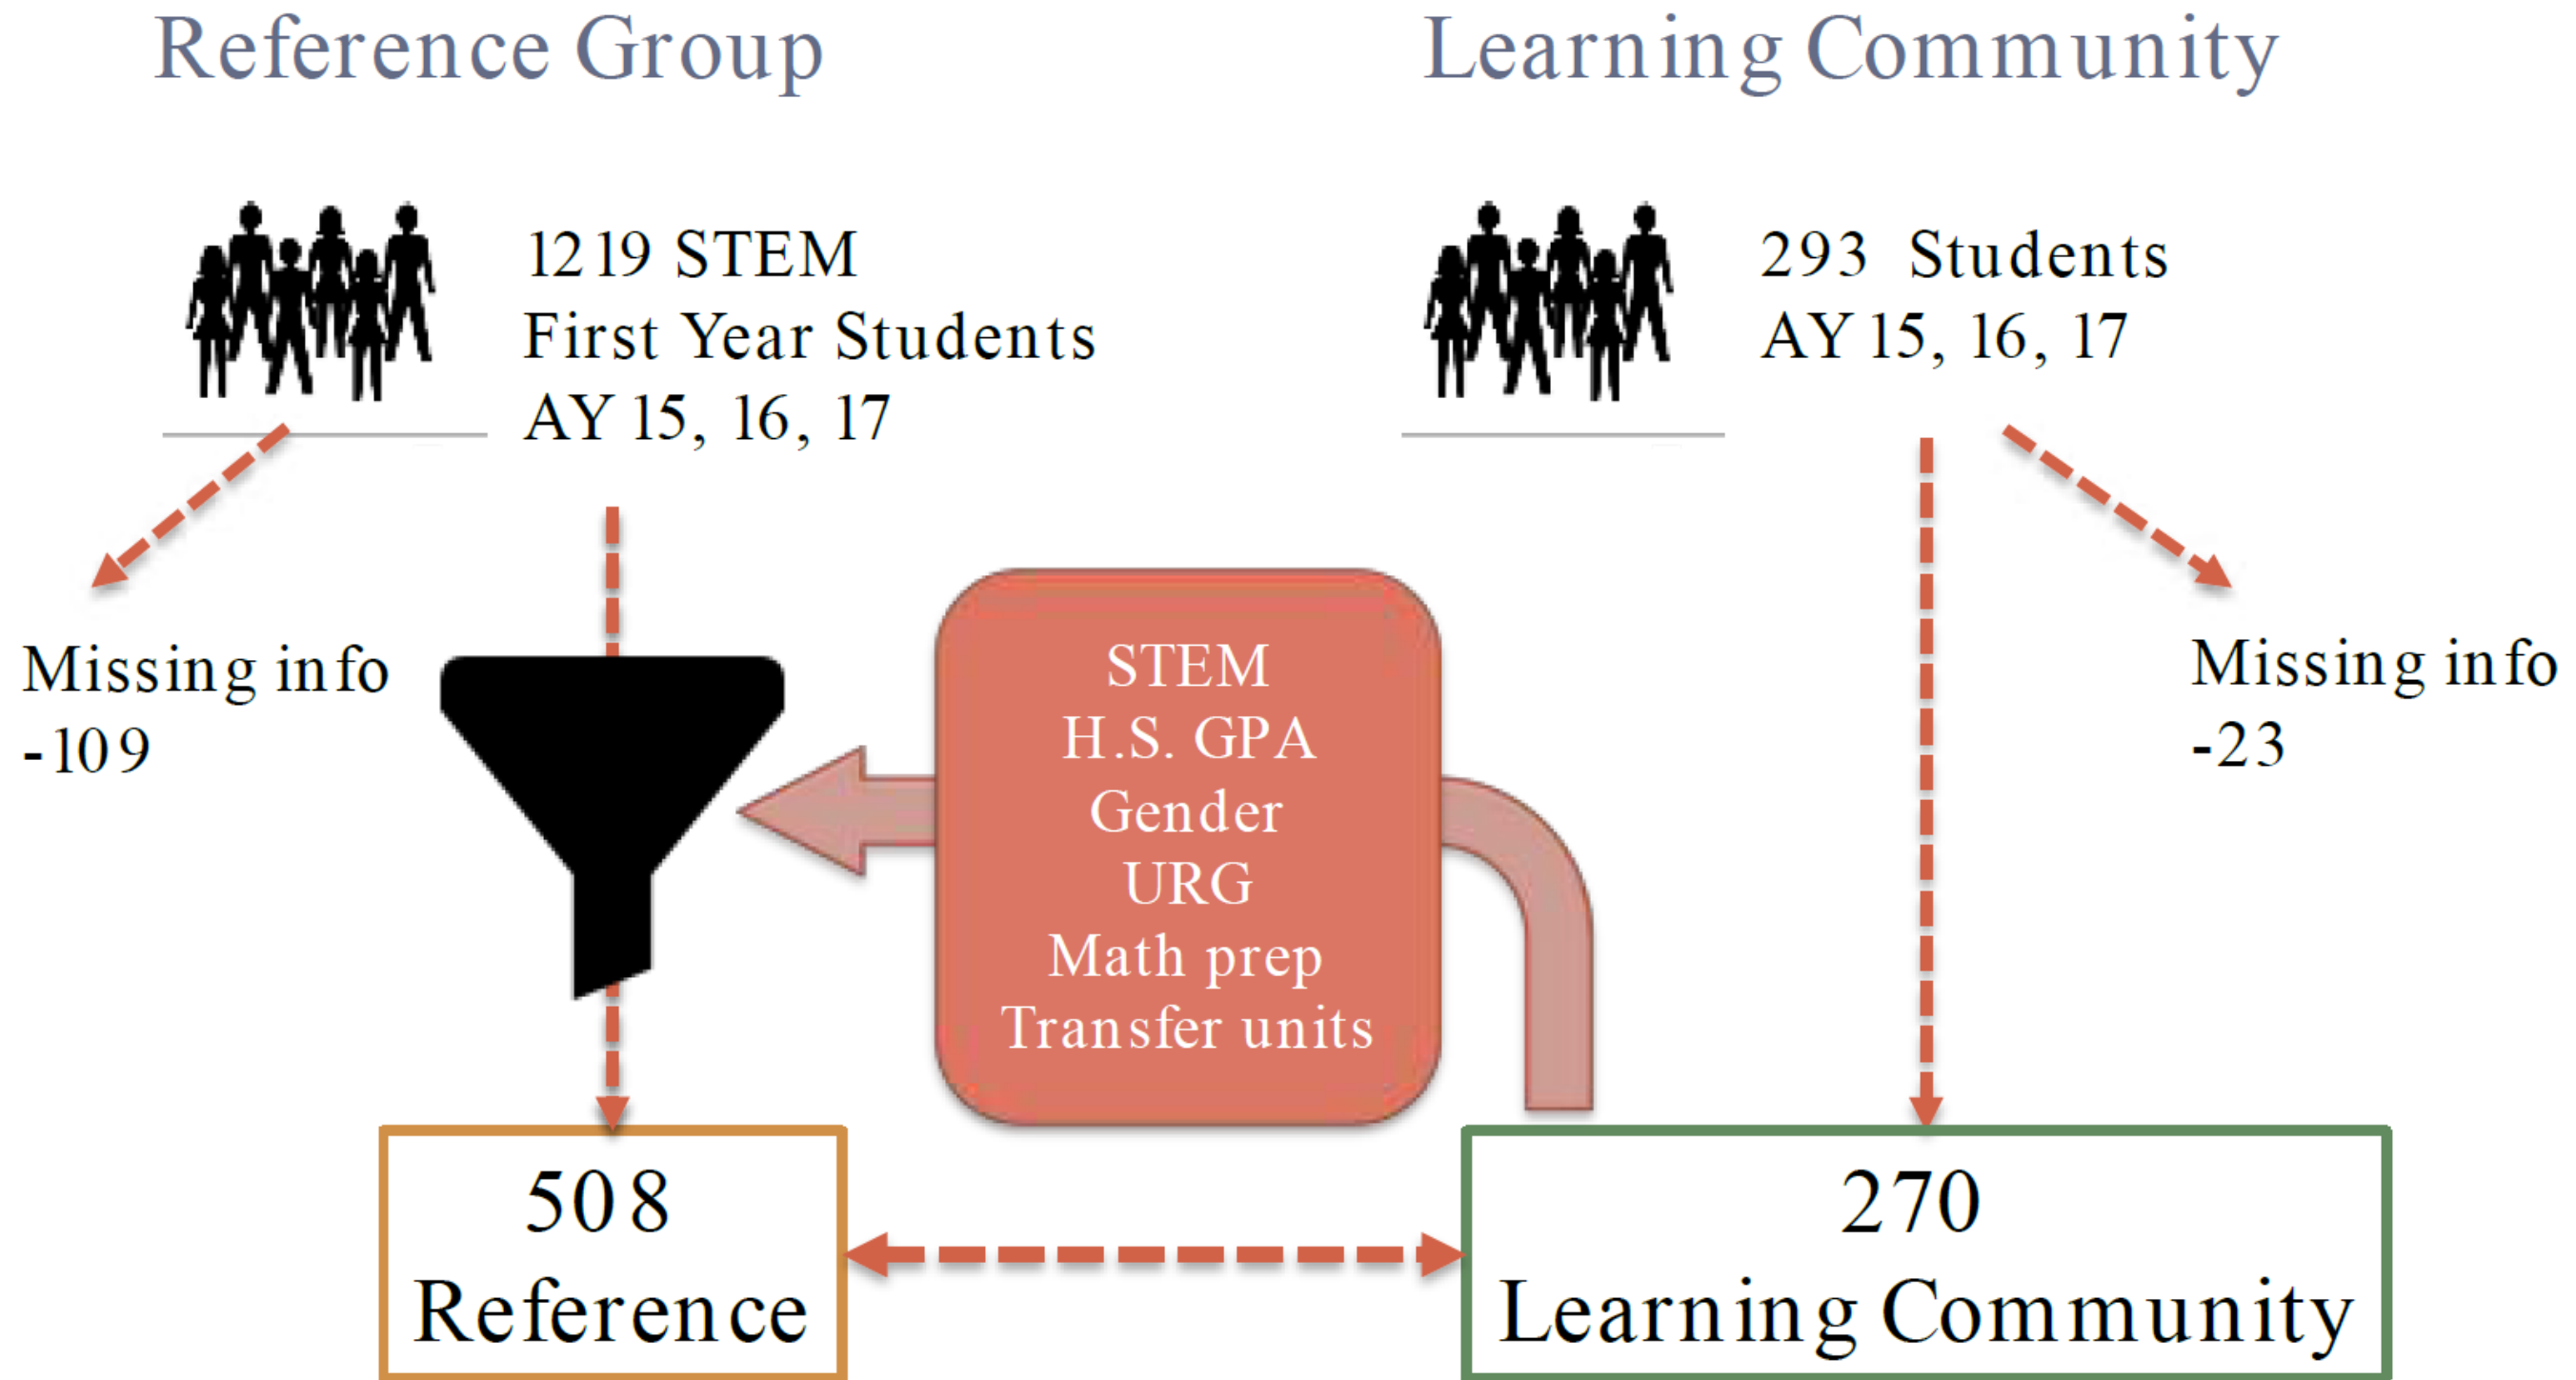 Reference Group
Learning Community
1219 STEM
First Year Students
AY 15, 16, 17
293 Students
AY 15, 16, 17
Missing info
-109
STEM
H.S. GPA
Gender
URG
Math prep
Transfer units
Missing info
-23
508
Reference
270
Learning Community